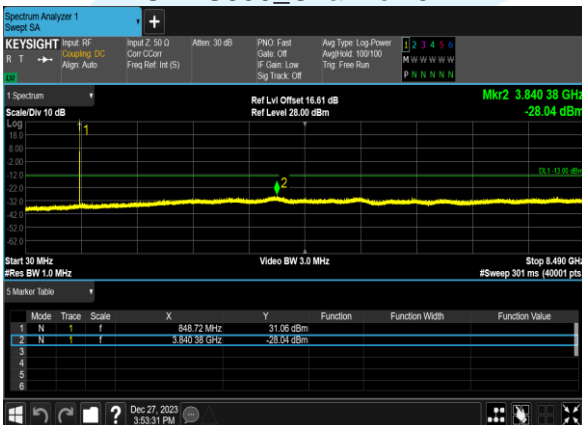 Spectrum Analyzer 1
Swept SA
+
KEYSIGHT
R T
LW
Input: RF
Coupling: DC
Align: Auto
Input Z: 50 Ω
Corr CCorr
Freq Ref: Int (S)
Atten: 30 dB
PNO: Fast
Gate: Off
IF Gain: Low
Sig Track: Off
Avg Type: Log-Power
Avg|Hold: 100/100
Trig: Free Run
1 2 3 4 5 6
M W W W W W
P N N N N N
1 Spectrum
Scale/Div 10 dB
Ref Lvl Offset 16.61 dB
Ref Level 28.00 dBm
Mkr2 3.840 38 GHz
-28.04 dBm
Log
18.0
8.00
-2.00
-12.0
-22.0
-32.0
-42.0
-52.0
-62.0
1
2
DL1 -13.00 dBm
Start 30 MHz
#Res BW 1.0 MHz
Video BW 3.0 MHz
Stop 8.490 GHz
#Sweep 301 ms (40001 pts)
5 Marker Table
Mode Trace Scale X Y Function Function Width Function Value
1 N 1 f 848.72 MHz 31.06 dBm
2 N 1 f 3.840 38 GHz -28.04 dBm
3
4
5
6
?
Dec 27, 2023
3:53:31 PM